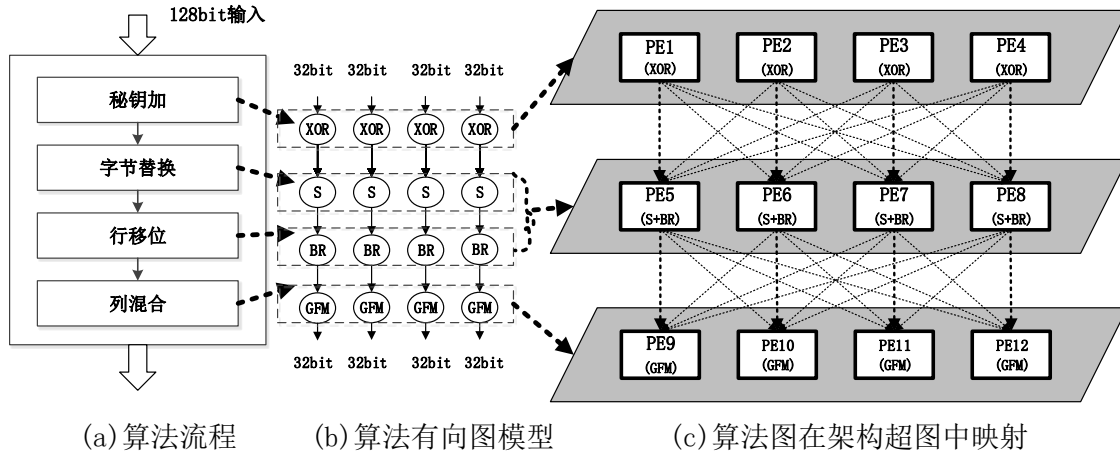 128bit输入
秘钥加
字节替换
行移位
列混合
32bit 32bit 32bit 32bit
XOR XOR XOR XOR
S S S S
BR BR BR BR
GFM GFM GFM GFM
32bit 32bit 32bit 32bit
PE1 PE2 PE3 PE4
(XOR) (XOR) (XOR) (XOR)
PE5 PE6 PE7 PE8
(S+BR) (S+BR) (S+BR) (S+BR)
PE9 PE10 PE11 PE12
(GFM) (GFM) (GFM) (GFM)
(a)算法流程 (b)算法有向图模型 (c)算法图在架构超图中映射